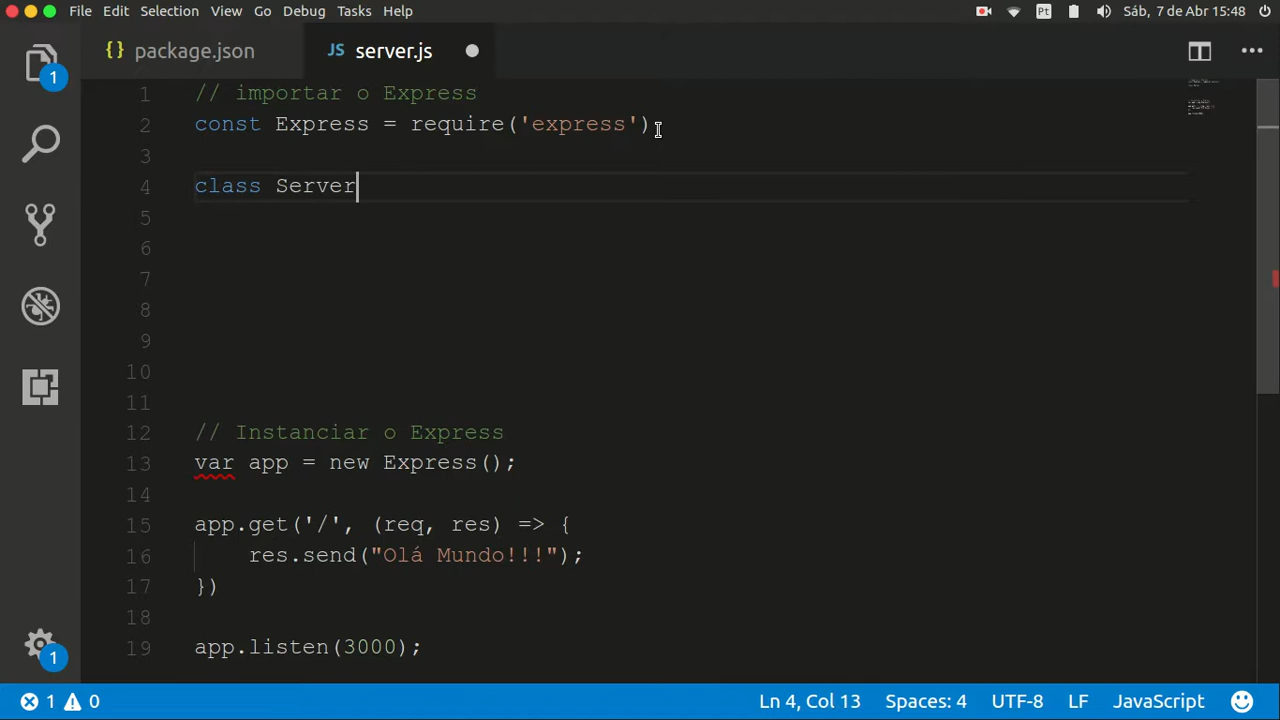 File Edit Selection View Go Debug Tasks Help Pt Sáb, 7 de Abr 15:48
1 {} package.json JS server.js
1 // importar o Express
2 const Express = require('express')
3
4 class Server
5
6
7
8
9
10
11
12 // Instanciar o Express
13 var app = new Express();
14
15 app.get('/', (req, res) => {
16 res.send("Olá Mundo!!!");
17 })
18
19 app.listen(3000);
1
1 0 Ln 4, Col 13 Spaces: 4 UTF-8 LF JavaScript